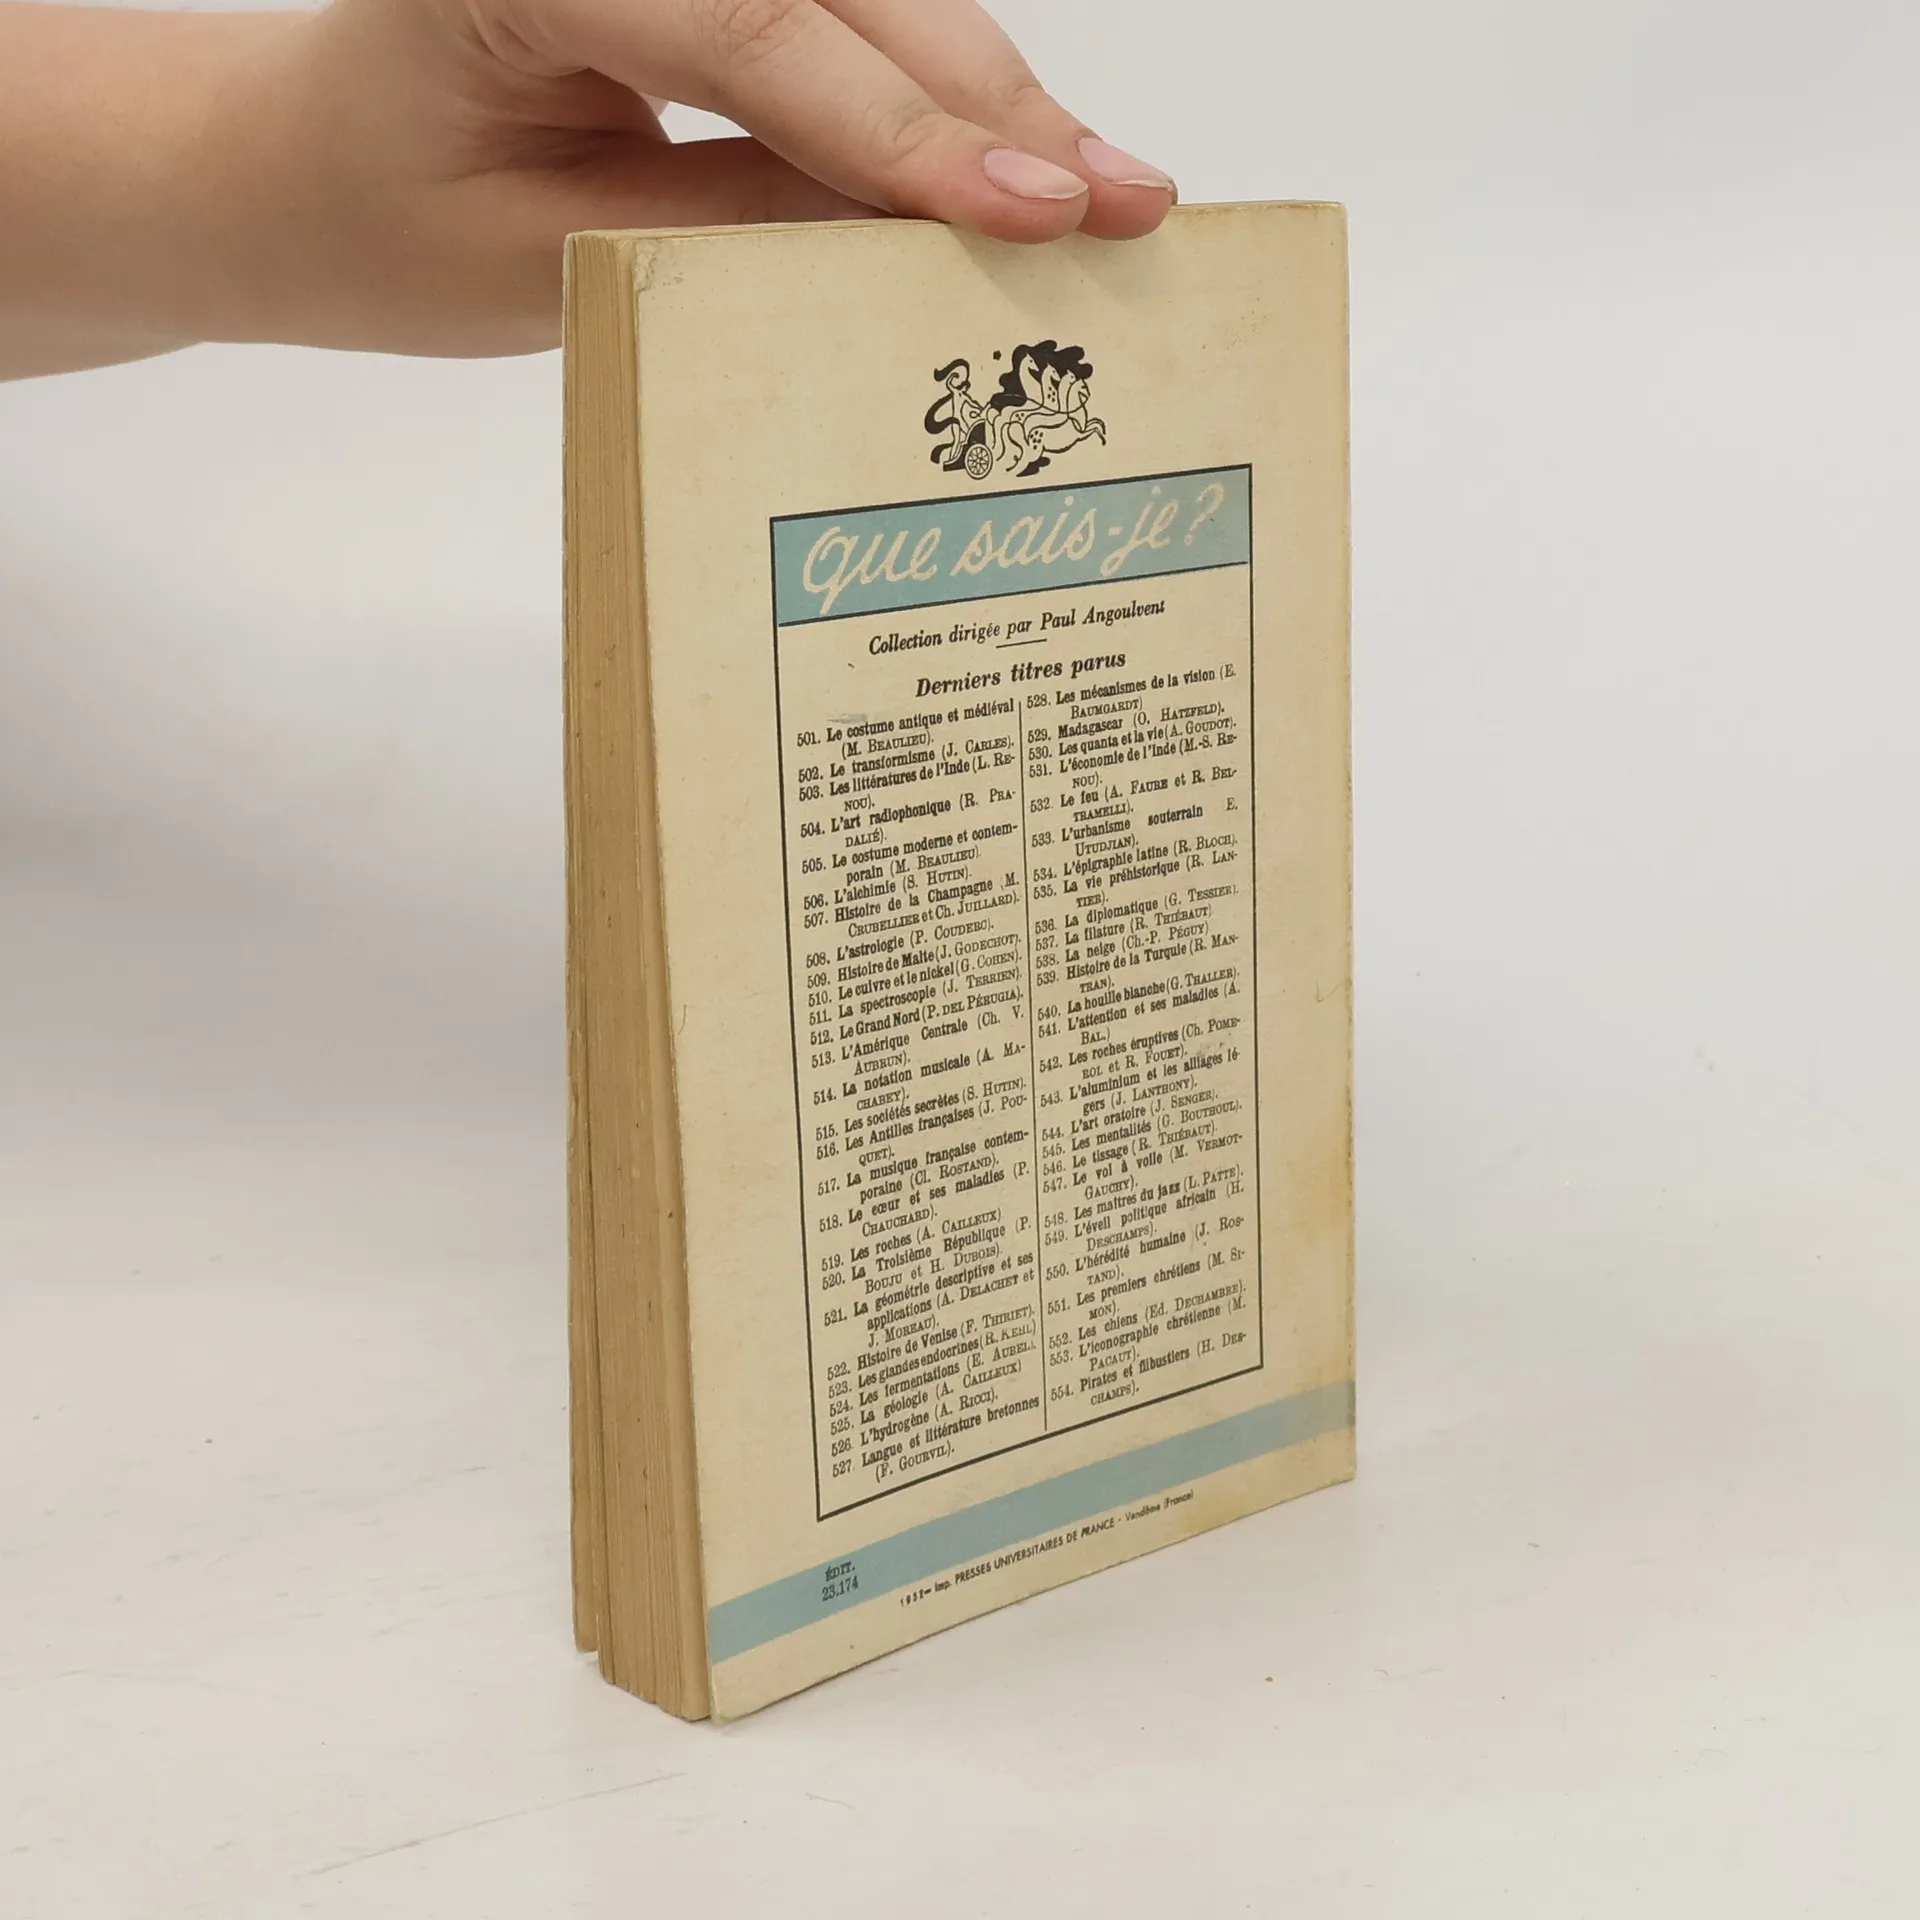 Que sais-je?
Collection dirigée par Paul Angoulvent
Derniers titres parus
501. Le costume antique et médiéval
(M. BEAULIEU).
502. Le transformisme (J. CARLES).
503. Les littératures de l'Inde (L. RE-
NOU).
504. L'art radiophonique (R. PRA-
DALIÉ).
505. Le costume moderne et contem-
porain (M. BEAULIEU).
506. L'alchimie (S. HUTIN).
507. Histoire de la Champagne (M.
CRUBELLIER et Ch. JUILLARD).
508. L'astrologie (P. COUDERC).
509. Histoire de Malte (J. GODECHOT).
510. Le cuivre et le nickel (G. COHEN).
511. La spectroscopie (J. TERRIEN).
512. Le Grand Nord (P. DEL PÉRUGIA).
513. L'Amérique Centrale (Ch. V.
AUBRUN).
514. La notation musicale (A. MA-
CHABEY).
515. Les sociétés secrètes (S. HUTIN).
516. Les Antilles françaises (J. POU-
QUET).
517. La musique française contem-
poraine (Cl. ROSTAND).
518. Le cœur et ses maladies (P.
CHAUCHARD).
519. Les roches (A. CAILLEUX)
520. La Troisième République (P.
BOUJU et H. DUBOIS).
521. La géométrie descriptive et ses
applications (A. DELACHET et
J. MOREAU).
522. Histoire de Venise (F. THIRIET).
523. Les glandes endocrines (R. KEHL)
524. Les fermentations (E. AUBEL).
525. La géologie (A. CAILLEUX)
526. L'hydrogène (A. RICCI).
527. Langue et littérature bretonnes
(F. GOURVIL).
528. Les mécanismes de la vision (E.
BAUMGARDT)
529. Madagascar (O. HATZFELD).
530. Les quanta et la vie (A. GOUDOT).
531. L'économie de l'Inde (M.-S. RE-
NOU).
532. Le feu (A. FAURE et R. BEL-
TRAMELLI).
533. L'urbanisme souterrain E.
UTUDJIAN).
534. L'épigraphie latine (R. BLOCH).
535. La vie préhistorique (R. LAN-
TIER).
536. La diplomatique (G. TESSIER).
537. La filature (R. THIÉBAUT)
538. La neige (Ch.-P. PÉGUY)
539. Histoire de la Turquie (R. MAN-
TRAN).
540. La houille blanche (G. THALLER).
541. L'attention et ses maladies (A.
BAL.)
542. Les roches éruptives (Ch. POME-
ROL et R. FOUET).
543. L'aluminium et les alliages lé-
gers (J. LANTHONY).
544. L'art oratoire (J. SENGER).
545. Les mentalités (G. BOUTHOUL).
546. Le tissage (R. THIÉBAUT).
547. Le vol à voile (M. VERMOT-
GAUCHY).
548. Les maîtres du jazz (L. PATTE).
549. L'éveil politique africain (H.
DESCHAMPS).
550. L'hérédité humaine (J. ROS-
TAND).
551. Les premiers chrétiens (M. SI-
MON).
552. Les chiens (Ed. DECHAMBRE).
553. L'iconographie chrétienne (M.
PACAUT).
554. Pirates et flibustiers (H. DES-
CHAMPS).
ÉDIT.
23.174
1952 — Imp. PRESSES UNIVERSITAIRES DE FRANCE - Vendôme (France)